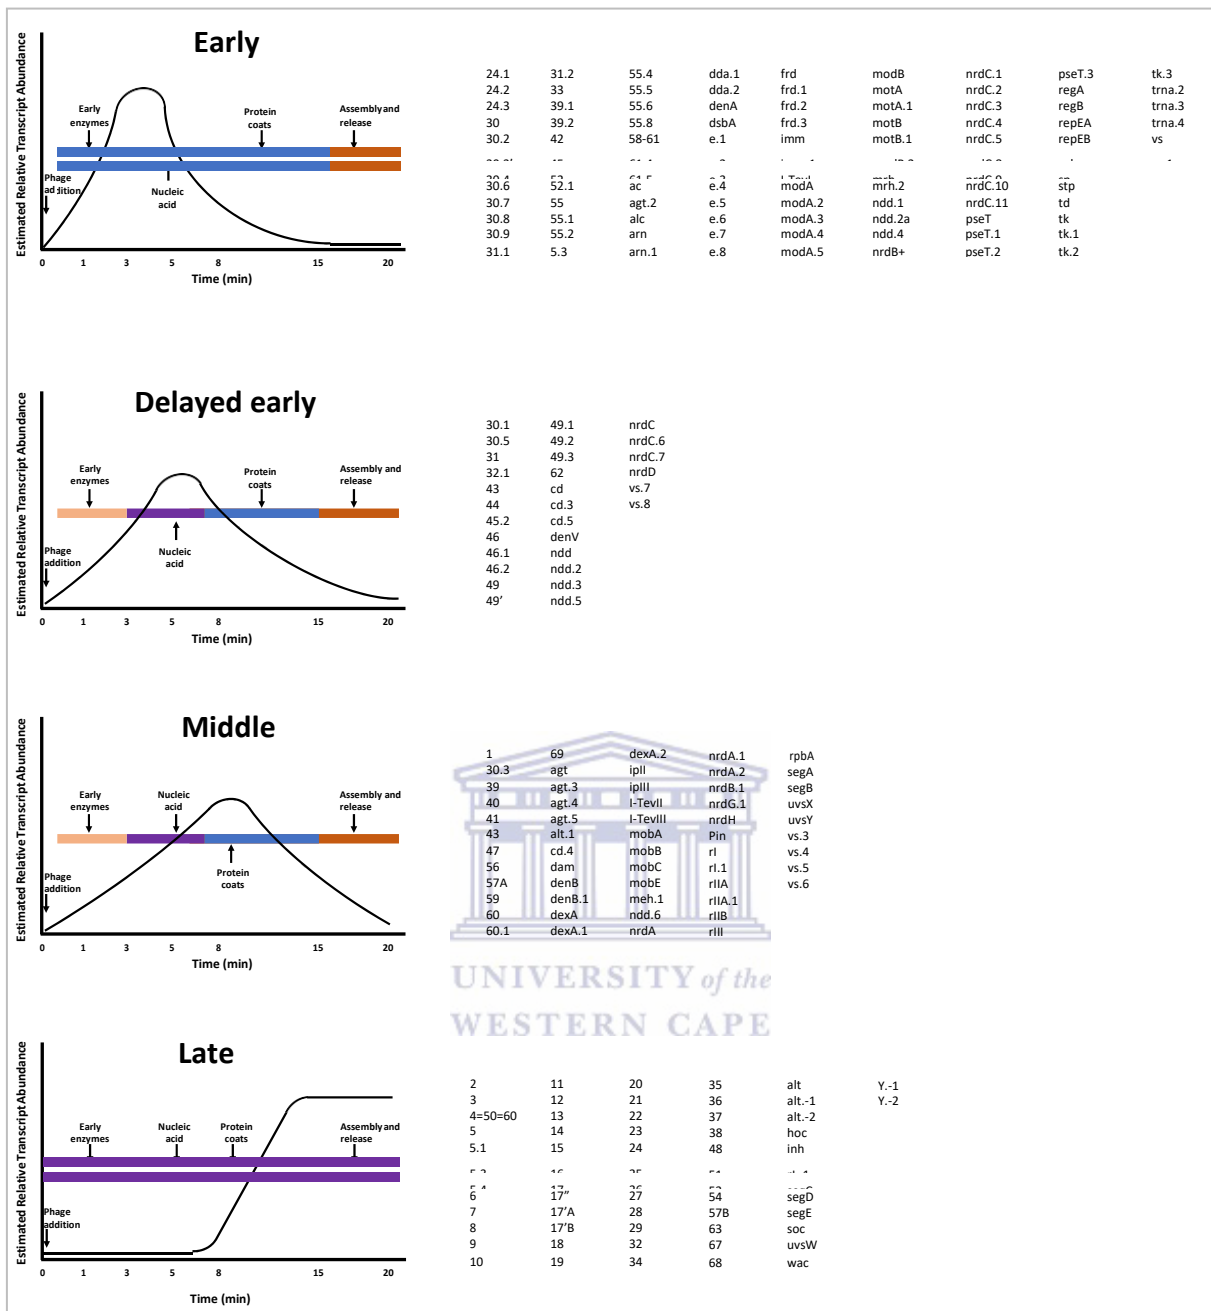 Early
Estimated Relative Transcript Abundance
Early enzymes
Protein coats
Assembly and release
Phage addition
Nucleic acid
0 1 3 5 8 15 20
Time (min)
24.1 31.2 55.4 dda.1 frd modB nrdC.1 pseT.3 tk.3
24.2 33 55.5 dda.2 frd.1 motA nrdC.2 regA trna.2
24.3 39.1 55.6 denA frd.2 motA.1 nrdC.3 regB trna.3
30 39.2 55.8 dsbA frd.3 motB nrdC.4 repEA trna.4
30.2 42 58-61 e.1 imm motB.1 nrdC.5 repEB vs
30.6 52.1 ac e.4 modA mrh.2 nrdC.10 stp
30.7 55 agt.2 e.5 modA.2 ndd.1 nrdC.11 td
30.8 55.1 alc e.6 modA.3 ndd.2a pseT tk
30.9 55.2 arn e.7 modA.4 ndd.4 pseT.1 tk.1
31.1 5.3 arn.1 e.8 modA.5 nrdB+ pseT.2 tk.2
Delayed early
Estimated Relative Transcript Abundance
Early enzymes
Protein coats
Assembly and release
Phage addition
Nucleic acid
0 1 3 5 8 15 20
Time (min)
30.1 49.1 nrdC
30.5 49.2 nrdC.6
31 49.3 nrdC.7
32.1 62 nrdD
43 cd vs.7
44 cd.3 vs.8
45.2 cd.5
46 denV
46.1 ndd
46.2 ndd.2
49 ndd.3
49’ ndd.5
Middle
Estimated Relative Transcript Abundance
Early enzymes
Nucleic acid
Assembly and release
Phage addition
Protein coats
0 1 3 5 8 15 20
Time (min)
1 69 dexA.2 nrdA.1 rpbA
30.3 agt ipII nrdA.2 segA
39 agt.3 ipIII nrdB.1 segB
40 agt.4 I-TevII nrdG.1 uvsX
41 agt.5 I-TevIII nrdH uvsY
43 alt.1 mobA Pin vs.3
47 cd.4 mobB rI vs.4
56 dam mobC rI.1 vs.5
57A denB mobE rIIA vs.6
59 denB.1 meh.1 rIIA.1
60 dexA ndd.6 rIIB
60.1 dexA.1 nrdA rIII
UNIVERSITY of the
WESTERN CAPE
Late
Estimated Relative Transcript Abundance
Early enzymes
Nucleic acid
Protein coats
Assembly and release
Phage addition
0 1 3 5 8 15 20
Time (min)
2 11 20 35 alt Y.-1
3 12 21 36 alt.-1 Y.-2
4=50=60 13 22 37 alt.-2
5 14 23 38 hoc
5.1 15 24 48 inh
6 17” 27 54 segD
7 17’A 28 57B segE
8 17’B 29 63 soc
9 18 32 67 uvsW
10 19 34 68 wac